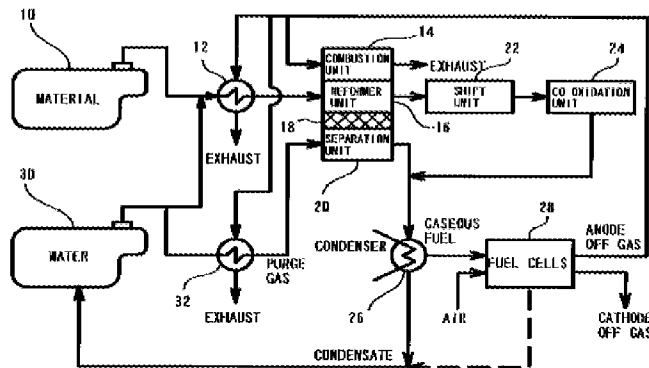 10
MATERIAL
12
EXHAUST
14
COMBUSTION
UNIT
EXHAUST
REFORMER
UNIT
18
16
SEPARATION
UNIT
20
22
SHIFT
UNIT
24
CO OXIDATION
UNIT
30
WATER
32
PURGE
GAS
EXHAUST
CONDENSER
26
GASEOUS
FUEL
28
FUEL CELLS
AIR
ANODE
OFF GAS
CATHODE
OFF GAS
CONDENSATE